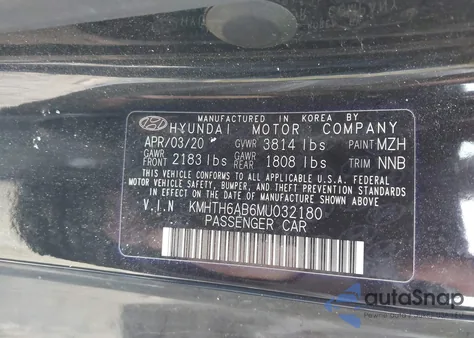 MANUFACTURED IN KOREA BY
HYUNDAI MOTOR COMPANY
APR/03/20 GVWR 3814 lbs PAINT MZH
GAWR FRONT 2183 lbs GAWR REAR 1808 lbs TRIM NNB
THIS VEHICLE CONFORMS TO ALL APPLICABLE U.S.A. FEDERAL
MOTOR VEHICLE SAFETY, BUMPER, AND THEFT PREVENTION
STANDARDS IN EFFECT ON THE DATE OF MANUFACTURE SHOWN ABOVE.
V.I.N KMHTH6AB6MU032180
PASSENGER CAR
autoSnap